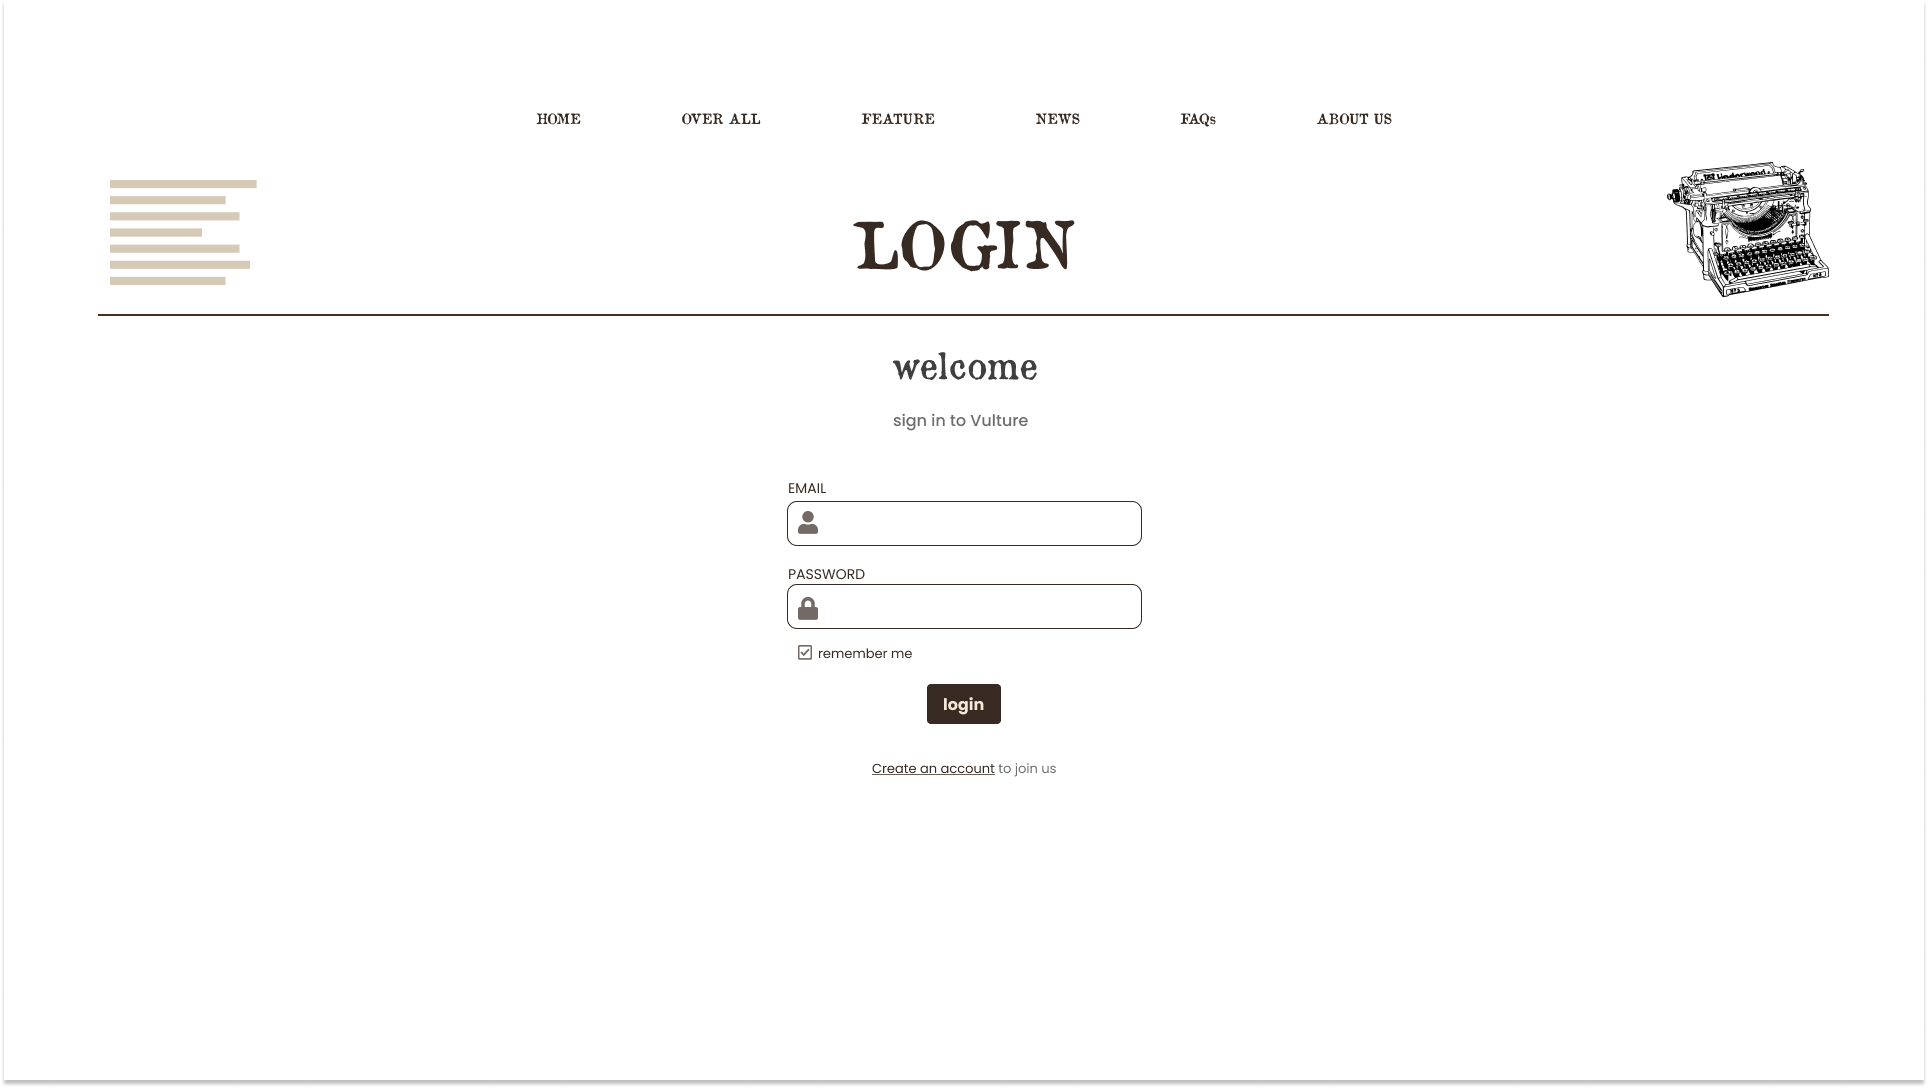 HOME OVER ALL FEATURE NEWS FAQs ABOUT US
Underwood
LOGIN
welcome
sign in to Vulture
EMAIL
PASSWORD
remember me
login
Create an account to join us